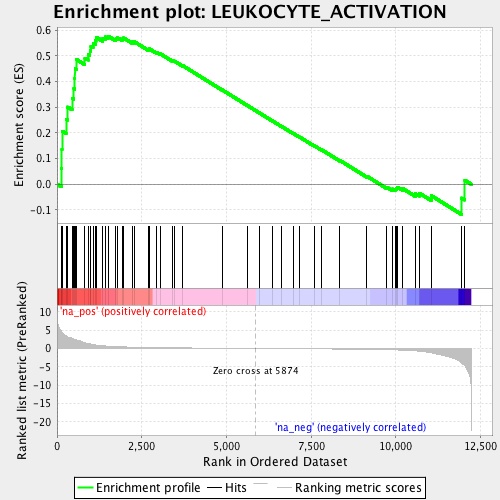 Enrichment plot: LEUKOCYTE_ACTIVATION
Enrichment score (ES)
0.6
0.5
0.4
0.3
0.2
0.1
0.0
-0.1
'na_pos' (positively correlated)
Ranked list metric (PreRanked)
10
5
0
-5
-10
-15
-20
Zero cross at 5874
'na_neg' (negatively correlated)
0
2,500
5,000
7,500
10,000
12,500
Rank in Ordered Dataset
Enrichment profile
Hits
Ranking metric scores